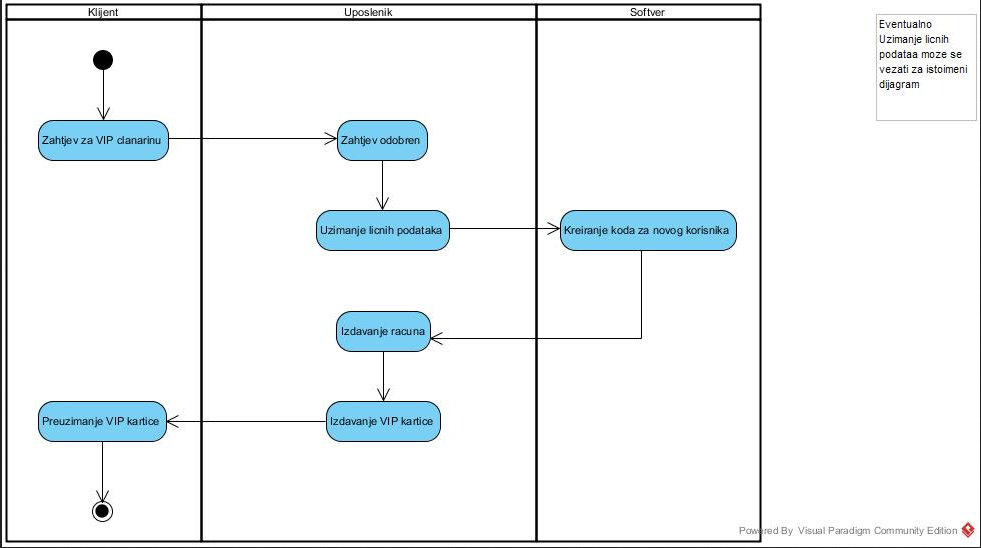 Klijent
Uposlenik
Softver
Eventualno
Uzimanje licnih
podataa moze se
vezati za istoimeni
dijagram
Zahtjev za VIP clanarinu
Zahtjev odobren
Uzimanje licnih podataka
Kreiranje koda za novog korisnika
Izdavanje racuna
Preuzimanje VIP kartice
Izdavanje VIP kartice
Powered By Visual Paradigm Community Edition